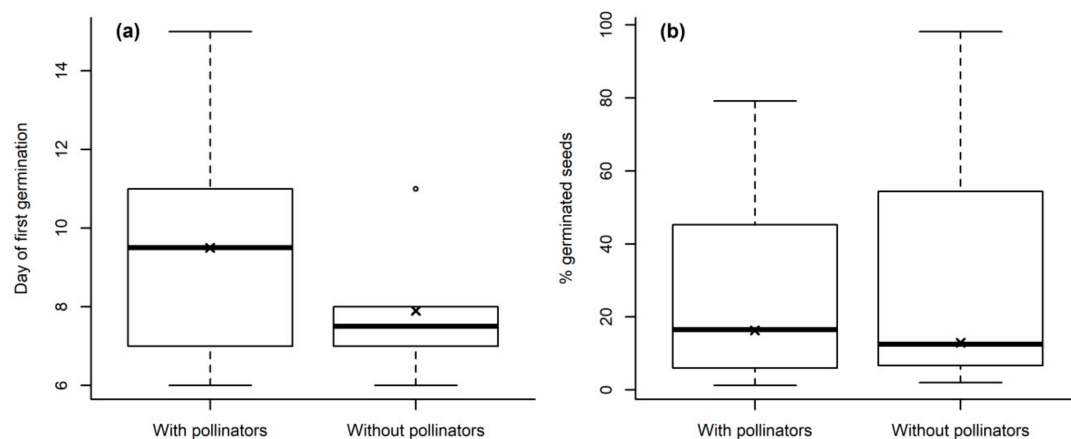 (a)
Day of first germination
14
12
10
8
6
With pollinators Without pollinators
(b)
% germinated seeds
100
80
60
40
20
0
With pollinators Without pollinators